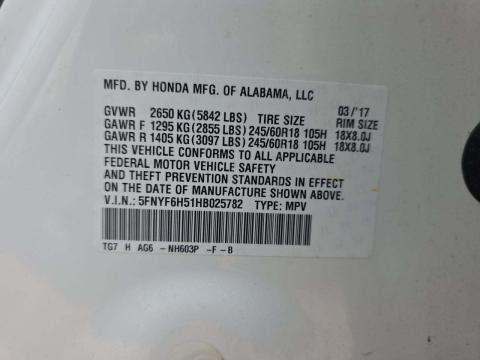 MFD. BY HONDA MFG. OF ALABAMA, LLC
GVWR 2650 KG (5842 LBS) TIRE SIZE 03/'17 RIM SIZE
GAWR F 1295 KG (2855 LBS) 245/60R18 105H 18X8.0J
GAWR R 1405 KG (3097 LBS) 245/60R18 105H 18X8.0J
THIS VEHICLE CONFORMS TO ALL APPLICABLE
FEDERAL MOTOR VEHICLE SAFETY
AND THEFT PREVENTION STANDARDS IN EFFECT
ON THE DATE OF MANUFACTURE SHOWN ABOVE.
V.I.N.: 5FNYF6H51HB025782 TYPE: MPV
TG7 H AG6 -NH603P -F-B